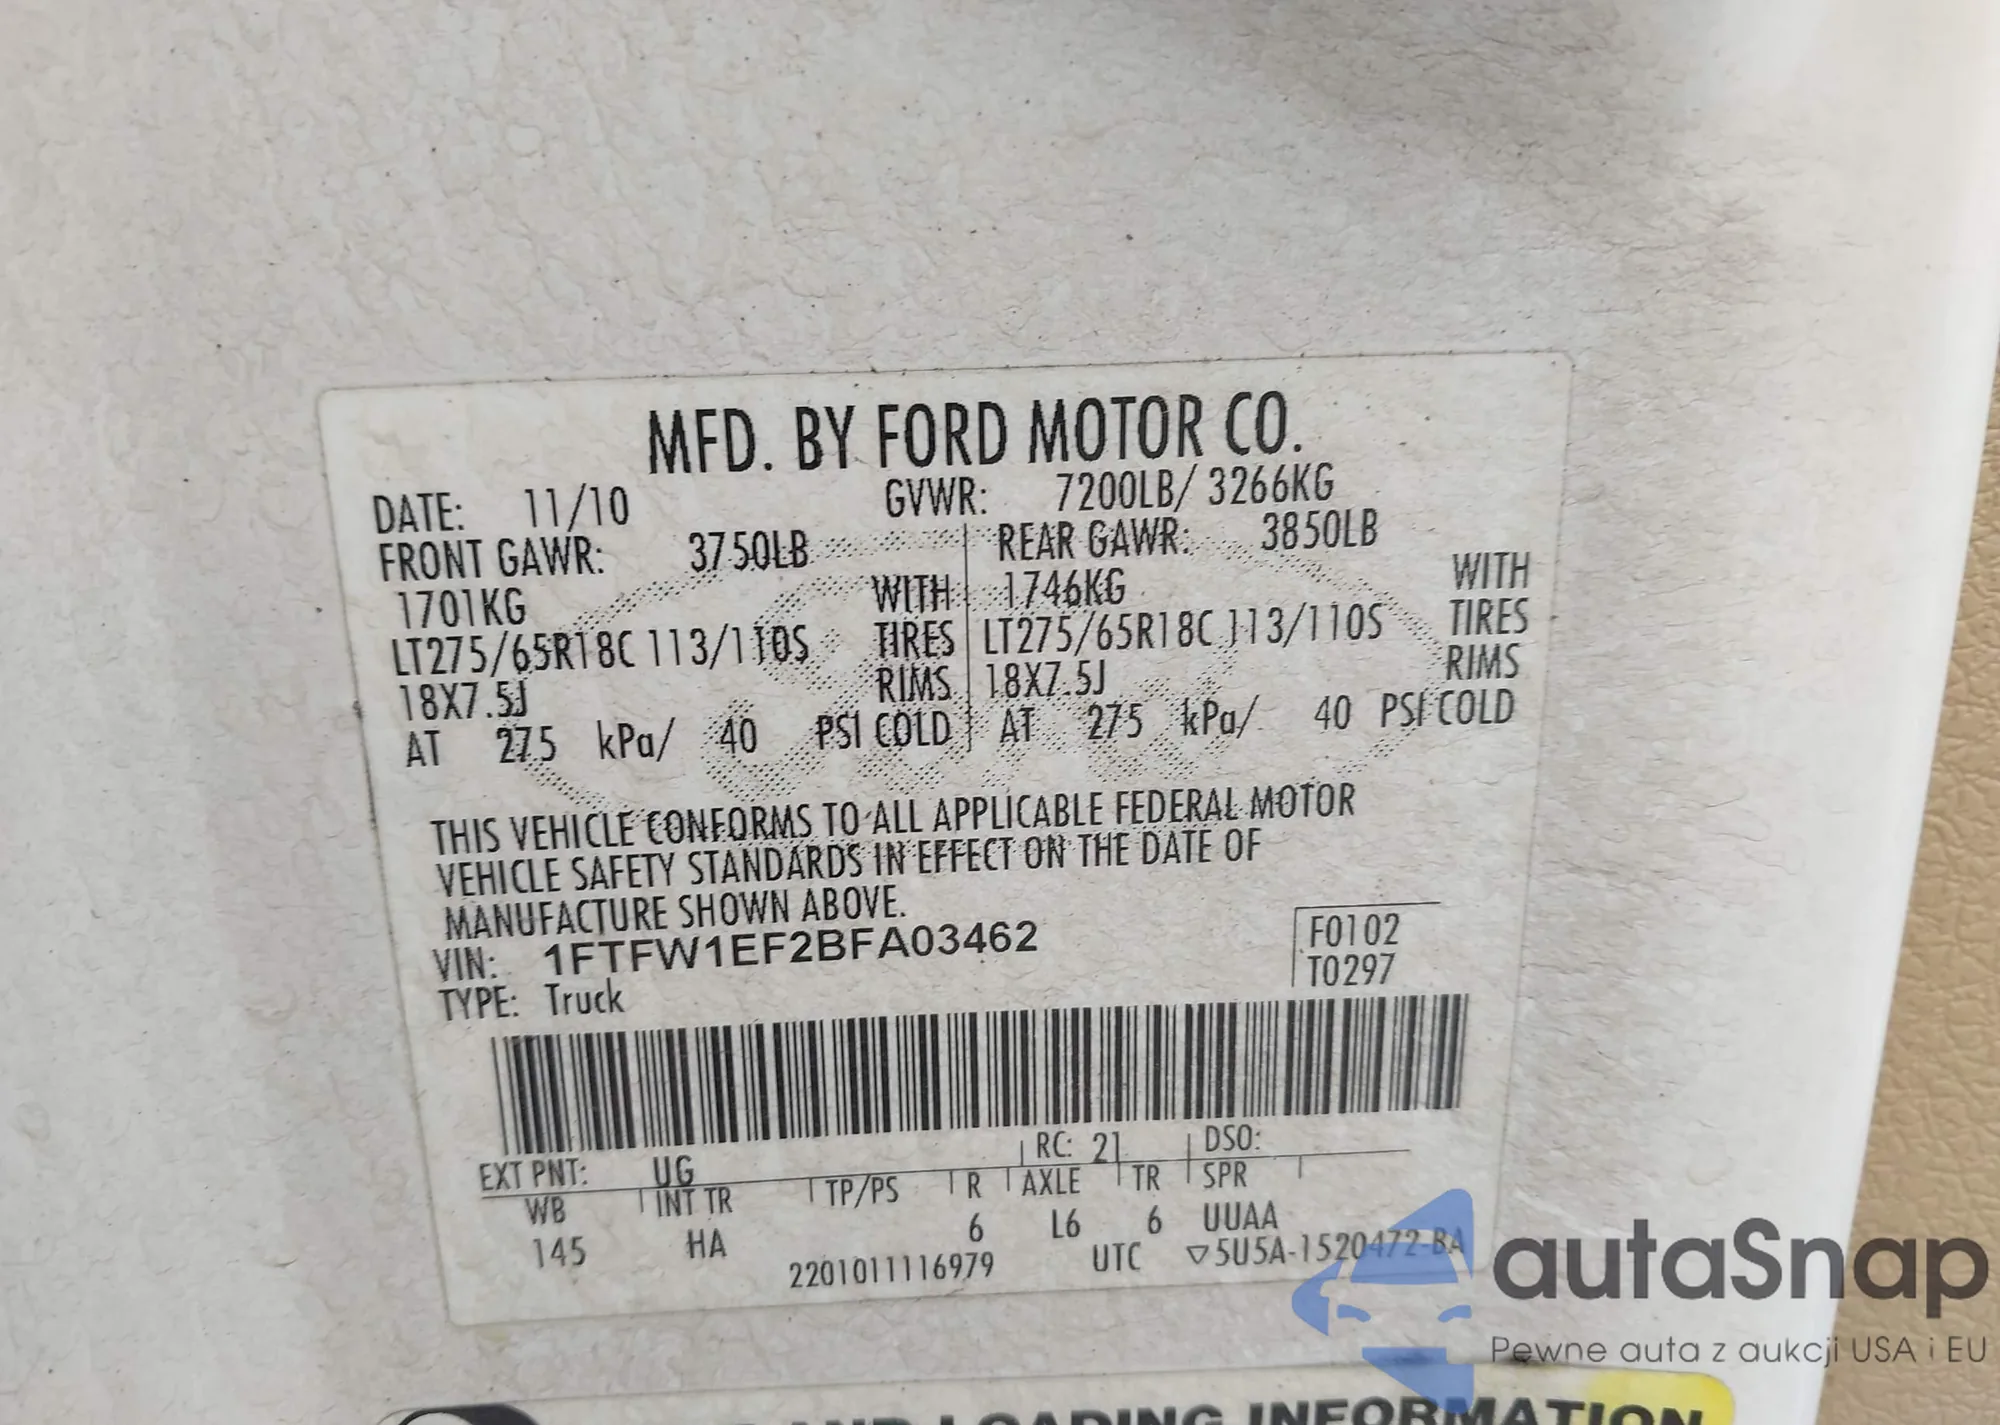 MFD. BY FORD MOTOR CO.
DATE: 11/10 GVWR: 7200LB/ 3266KG
FRONT GAWR: 3750LB REAR GAWR: 3850LB
1701KG WITH 1746KG WITH
LT275/65R18C 113/110S TIRES LT275/65R18C 113/110S TIRES
18X7.5J RIMS 18X7.5J RIMS
AT 275 kPa/ 40 PSI COLD AT 275 kPa/ 40 PSI COLD
THIS VEHICLE CONFORMS TO ALL APPLICABLE FEDERAL MOTOR
VEHICLE SAFETY STANDARDS IN EFFECT ON THE DATE OF
MANUFACTURE SHOWN ABOVE.
VIN: 1FTFW1EF2BFA03462 F0102
TYPE: Truck T0297
EXT PNT: UG RC: 21 DSO:
WB INT TR TP/PS R AXLE TR SPR
145 HA 6 L6 6 UUAA
2201011116979 UTC ▽5U5A-1520472-BA
autaSnap
Pewne auta z aukcji USA i EU
AND LOADING INFORMATION